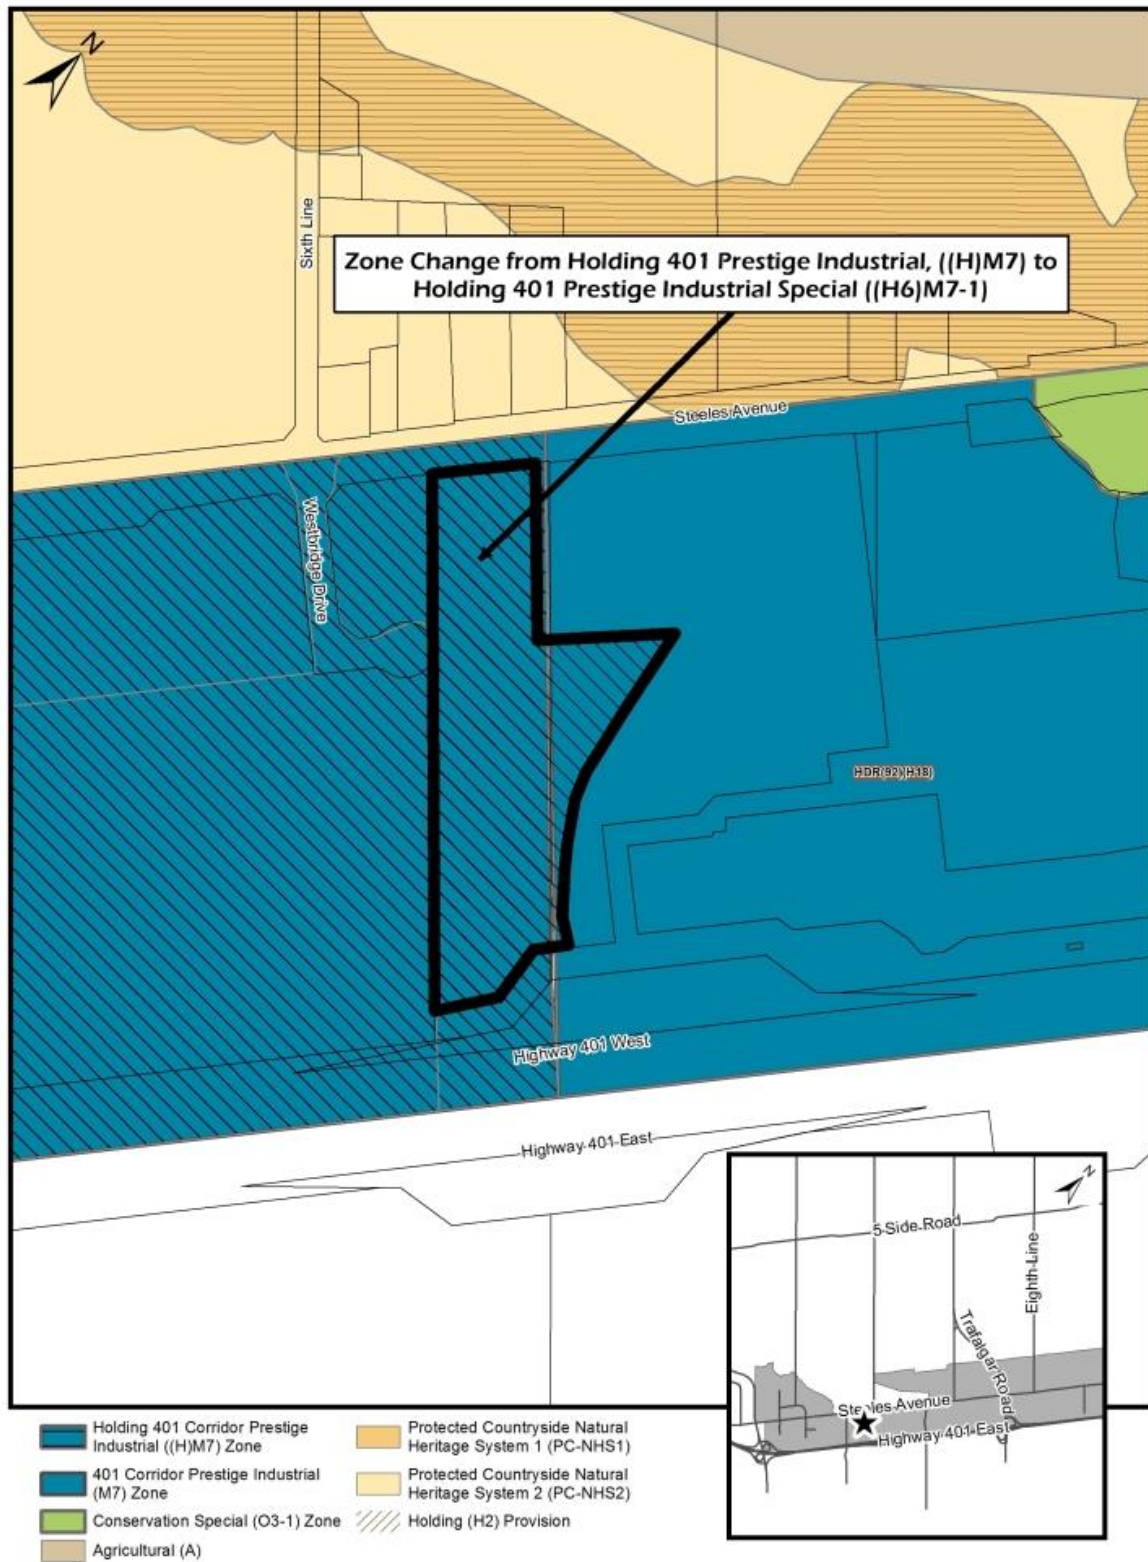 N
Sixth Line
Zone Change from Holding 401 Prestige Industrial, ((H)M7) to
Holding 401 Prestige Industrial Special ((H6)M7-1)
Steeles Avenue
Westbridge Drive
HDR(92)(H18)
Highway 401 West
Highway 401 East
N
5 Side Road
Eighth Line
Trafalgar Road
Steeles Avenue
Highway 401 East
Holding 401 Corridor Prestige
Industrial ((H)M7) Zone
401 Corridor Prestige Industrial
(M7) Zone
Conservation Special (O3-1) Zone
Agricultural (A)
Protected Countryside Natural
Heritage System 1 (PC-NHS1)
Protected Countryside Natural
Heritage System 2 (PC-NHS2)
Holding (H2) Provision